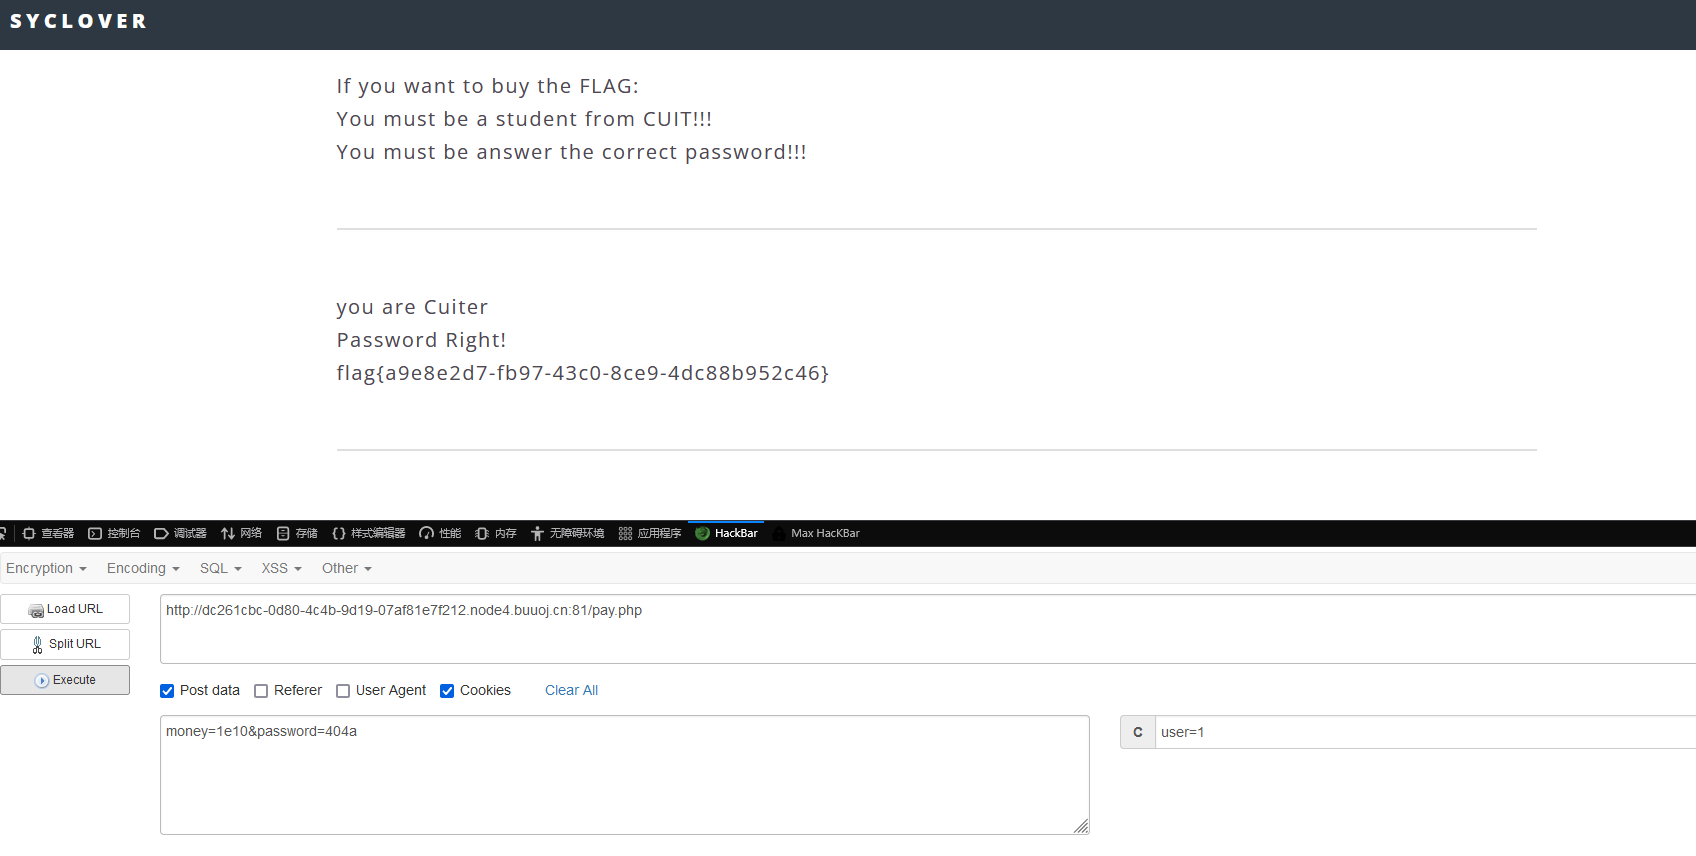 SYCLOVER
If you want to buy the FLAG:
You must be a student from CUIT!!!
You must be answer the correct password!!!
you are Cuiter
Password Right!
flag{a9e8e2d7-fb97-43c0-8ce9-4dc88b952c46}
查看器 控制台 调试器 网络 存储 样式编辑器 性能 内存 无障碍环境 应用程序 HackBar Max HacKBar
Encryption Encoding SQL XSS Other
Load URL
http://dc261cbc-0d80-4c4b-9d19-07af81e7f212.node4.buuoj.cn:81/pay.php
Split URL
Execute
Post data Referer User Agent Cookies Clear All
money=1e10&password=404a
C user=1